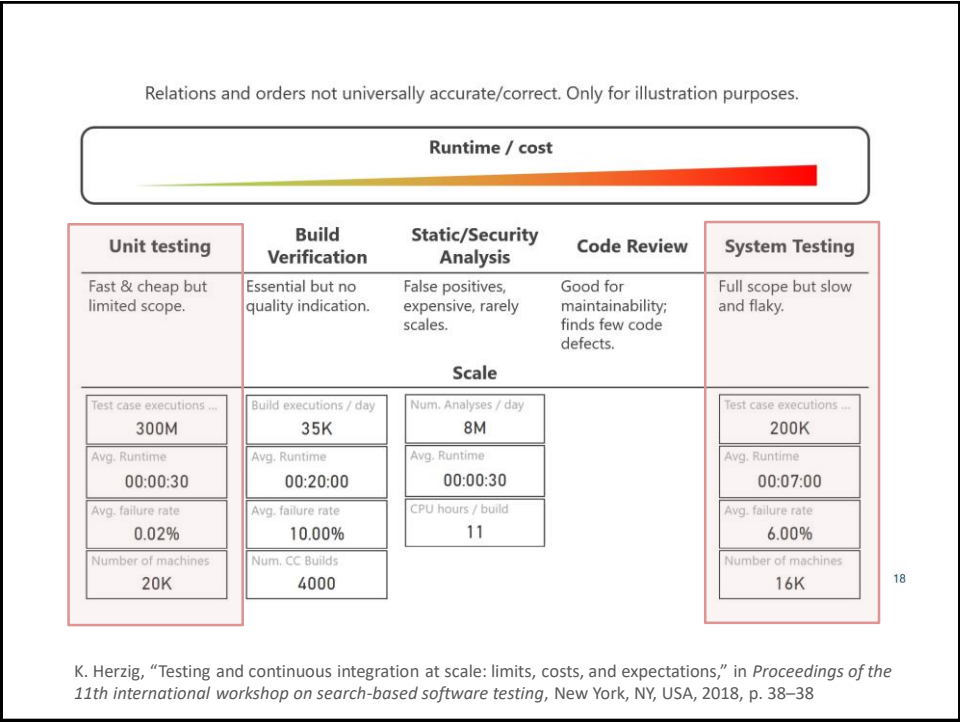 Relations and orders not universally accurate/correct. Only for illustration purposes.
Runtime / cost
Unit testing
Fast & cheap but
limited scope.
Build
Verification
Essential but no
quality indication.
Static/Security
Analysis
False positives,
expensive, rarely
scales.
Code Review
Good for
maintainability;
finds few code
defects.
System Testing
Full scope but slow
and flaky.
Scale
Test case executions ...
300M
Avg. Runtime
00:00:30
Avg. failure rate
0.02%
Number of machines
20K
Build executions / day
35K
Avg. Runtime
00:20:00
Avg. failure rate
10.00%
Num. CC Builds
4000
Num. Analyses / day
8M
Avg. Runtime
00:00:30
CPU hours / build
11
Test case executions ...
200K
Avg. Runtime
00:07:00
Avg. failure rate
6.00%
Number of machines
16K
18
K. Herzig, “Testing and continuous integration at scale: limits, costs, and expectations,” in Proceedings of the
11th international workshop on search-based software testing, New York, NY, USA, 2018, p. 38–38